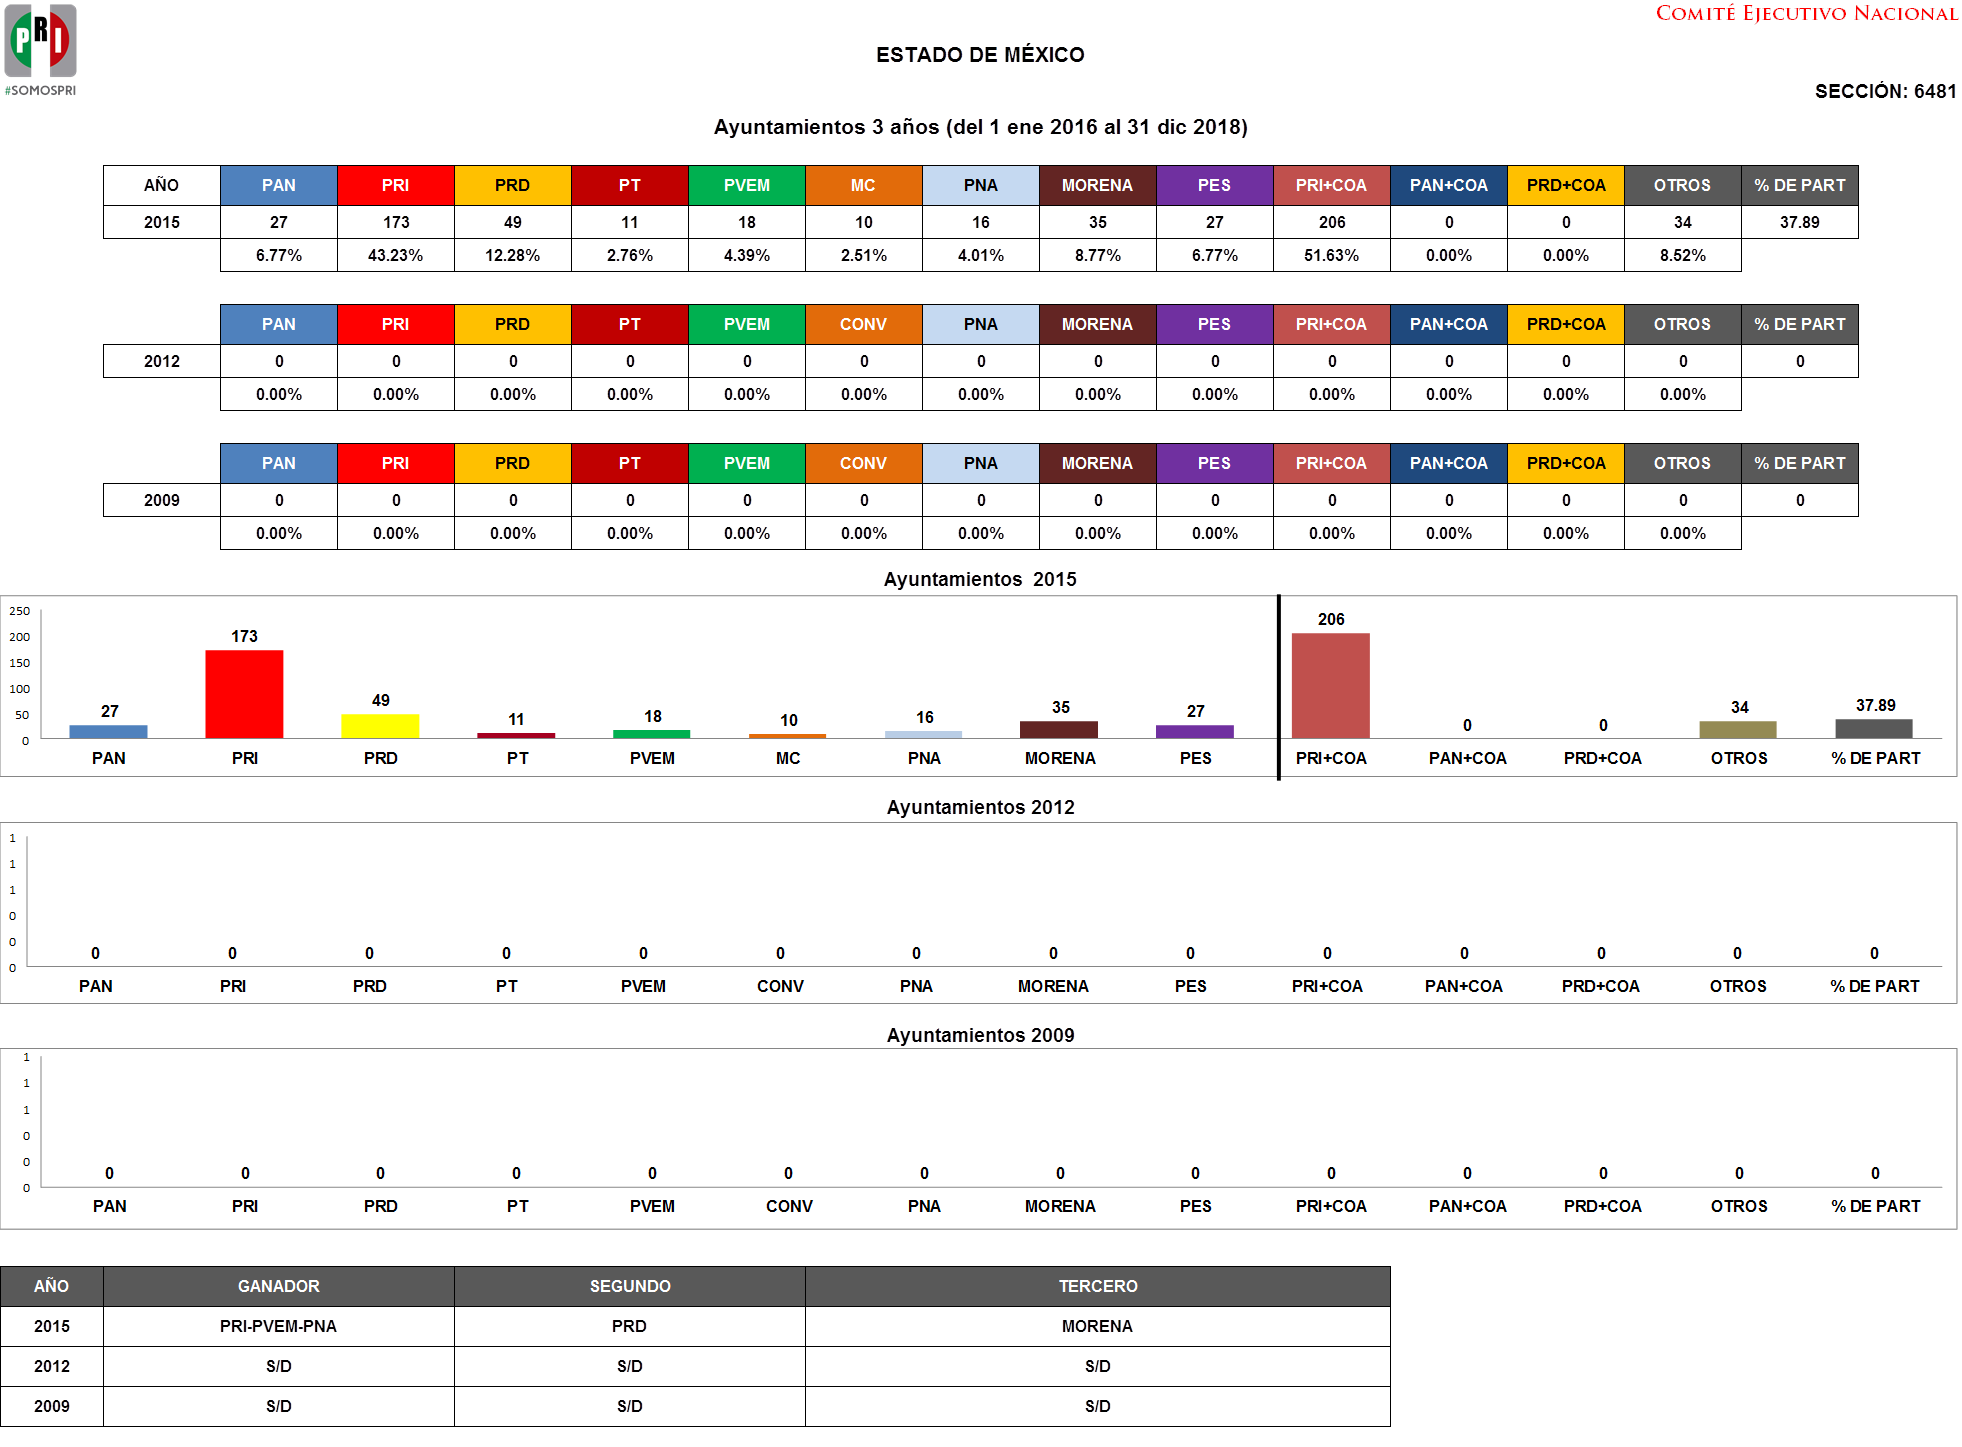 PRI
#SOMOSPRI
COMITÉ EJECUTIVO NACIONAL
ESTADO DE MÉXICO
SECCIÓN: 6481
Ayuntamientos 3 años (del 1 ene 2016 al 31 dic 2018)
AÑO PAN PRI PRD PT PVEM MC PNA MORENA PES PRI+COA PAN+COA PRD+COA OTROS % DE PART
2015 27 173 49 11 18 10 16 35 27 206 0 0 34 37.89
6.77% 43.23% 12.28% 2.76% 4.39% 2.51% 4.01% 8.77% 6.77% 51.63% 0.00% 0.00% 8.52%
PAN PRI PRD PT PVEM CONV PNA MORENA PES PRI+COA PAN+COA PRD+COA OTROS % DE PART
2012 0 0 0 0 0 0 0 0 0 0 0 0 0 0
0.00% 0.00% 0.00% 0.00% 0.00% 0.00% 0.00% 0.00% 0.00% 0.00% 0.00% 0.00% 0.00%
PAN PRI PRD PT PVEM CONV PNA MORENA PES PRI+COA PAN+COA PRD+COA OTROS % DE PART
2009 0 0 0 0 0 0 0 0 0 0 0 0 0 0
0.00% 0.00% 0.00% 0.00% 0.00% 0.00% 0.00% 0.00% 0.00% 0.00% 0.00% 0.00% 0.00%
Ayuntamientos 2015
250
200
150
100
50
0
27 173 49 11 18 10 16 35 27 206 0 0 34 37.89
PAN PRI PRD PT PVEM MC PNA MORENA PES PRI+COA PAN+COA PRD+COA OTROS % DE PART
Ayuntamientos 2012
1
1
1
0
0
0
0 0 0 0 0 0 0 0 0 0 0 0 0 0
PAN PRI PRD PT PVEM CONV PNA MORENA PES PRI+COA PAN+COA PRD+COA OTROS % DE PART
Ayuntamientos 2009
1
1
1
0
0
0
0 0 0 0 0 0 0 0 0 0 0 0 0 0
PAN PRI PRD PT PVEM CONV PNA MORENA PES PRI+COA PAN+COA PRD+COA OTROS % DE PART
AÑO GANADOR SEGUNDO TERCERO
2015 PRI-PVEM-PNA PRD MORENA
2012 S/D S/D S/D
2009 S/D S/D S/D